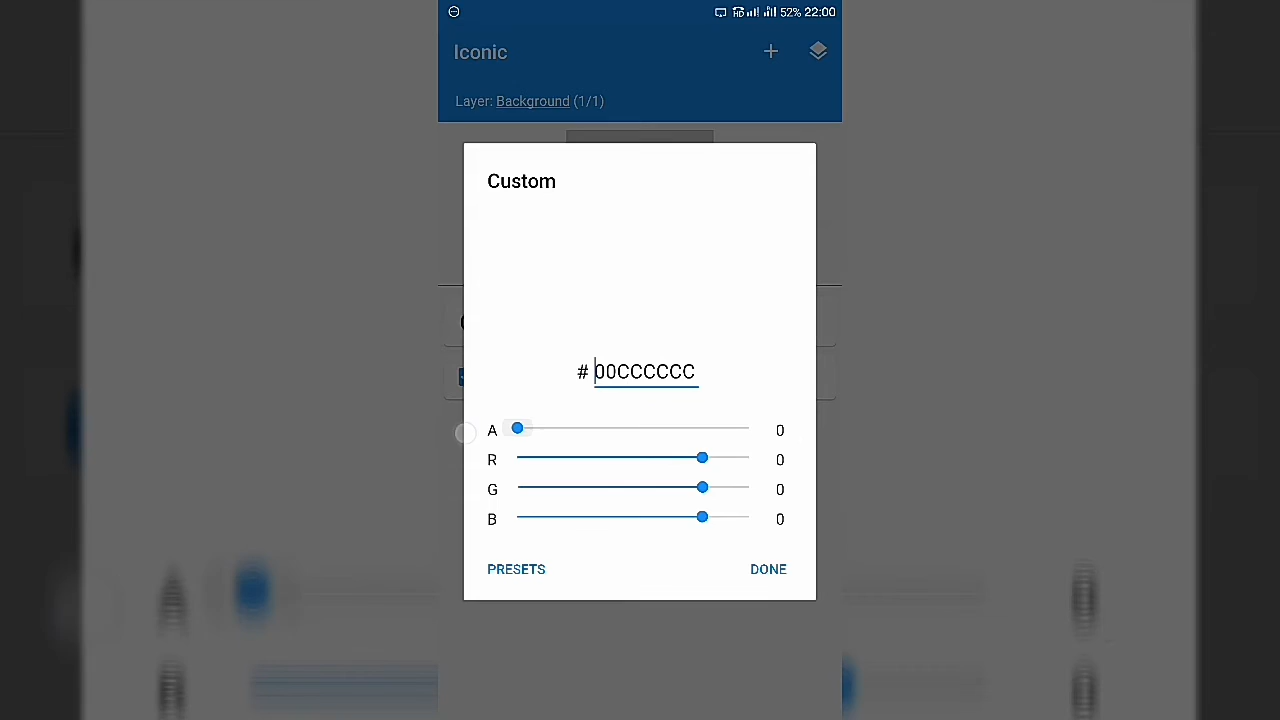 52% 22:00
Iconic
Layer: Background (1/1)
Custom
# 00CCCCCC
A 0
R 0
G 0
B 0
PRESETS DONE